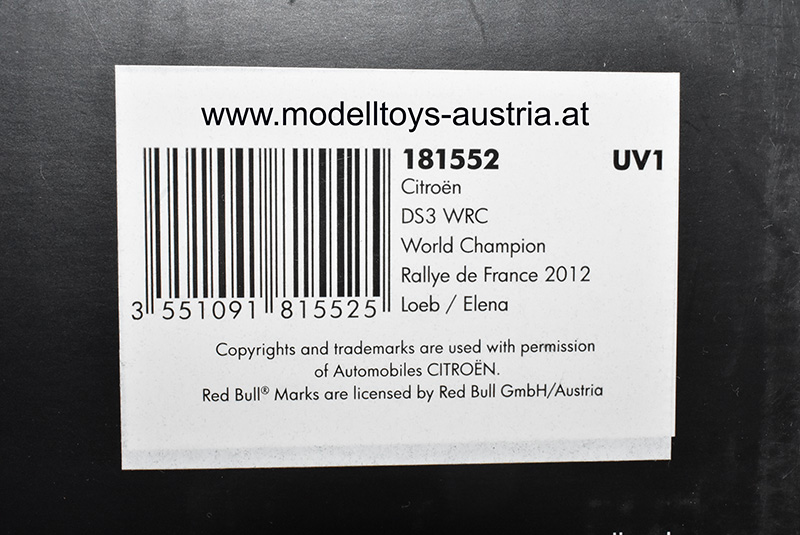 www.modelltoys-austria.at
181552 UV1
Citroën
DS3 WRC
World Champion
Rallye de France 2012
Loeb / Elena
3 551091 815525
Copyrights and trademarks are used with permission
of Automobiles CITROËN.
Red Bull® Marks are licensed by Red Bull GmbH/Austria